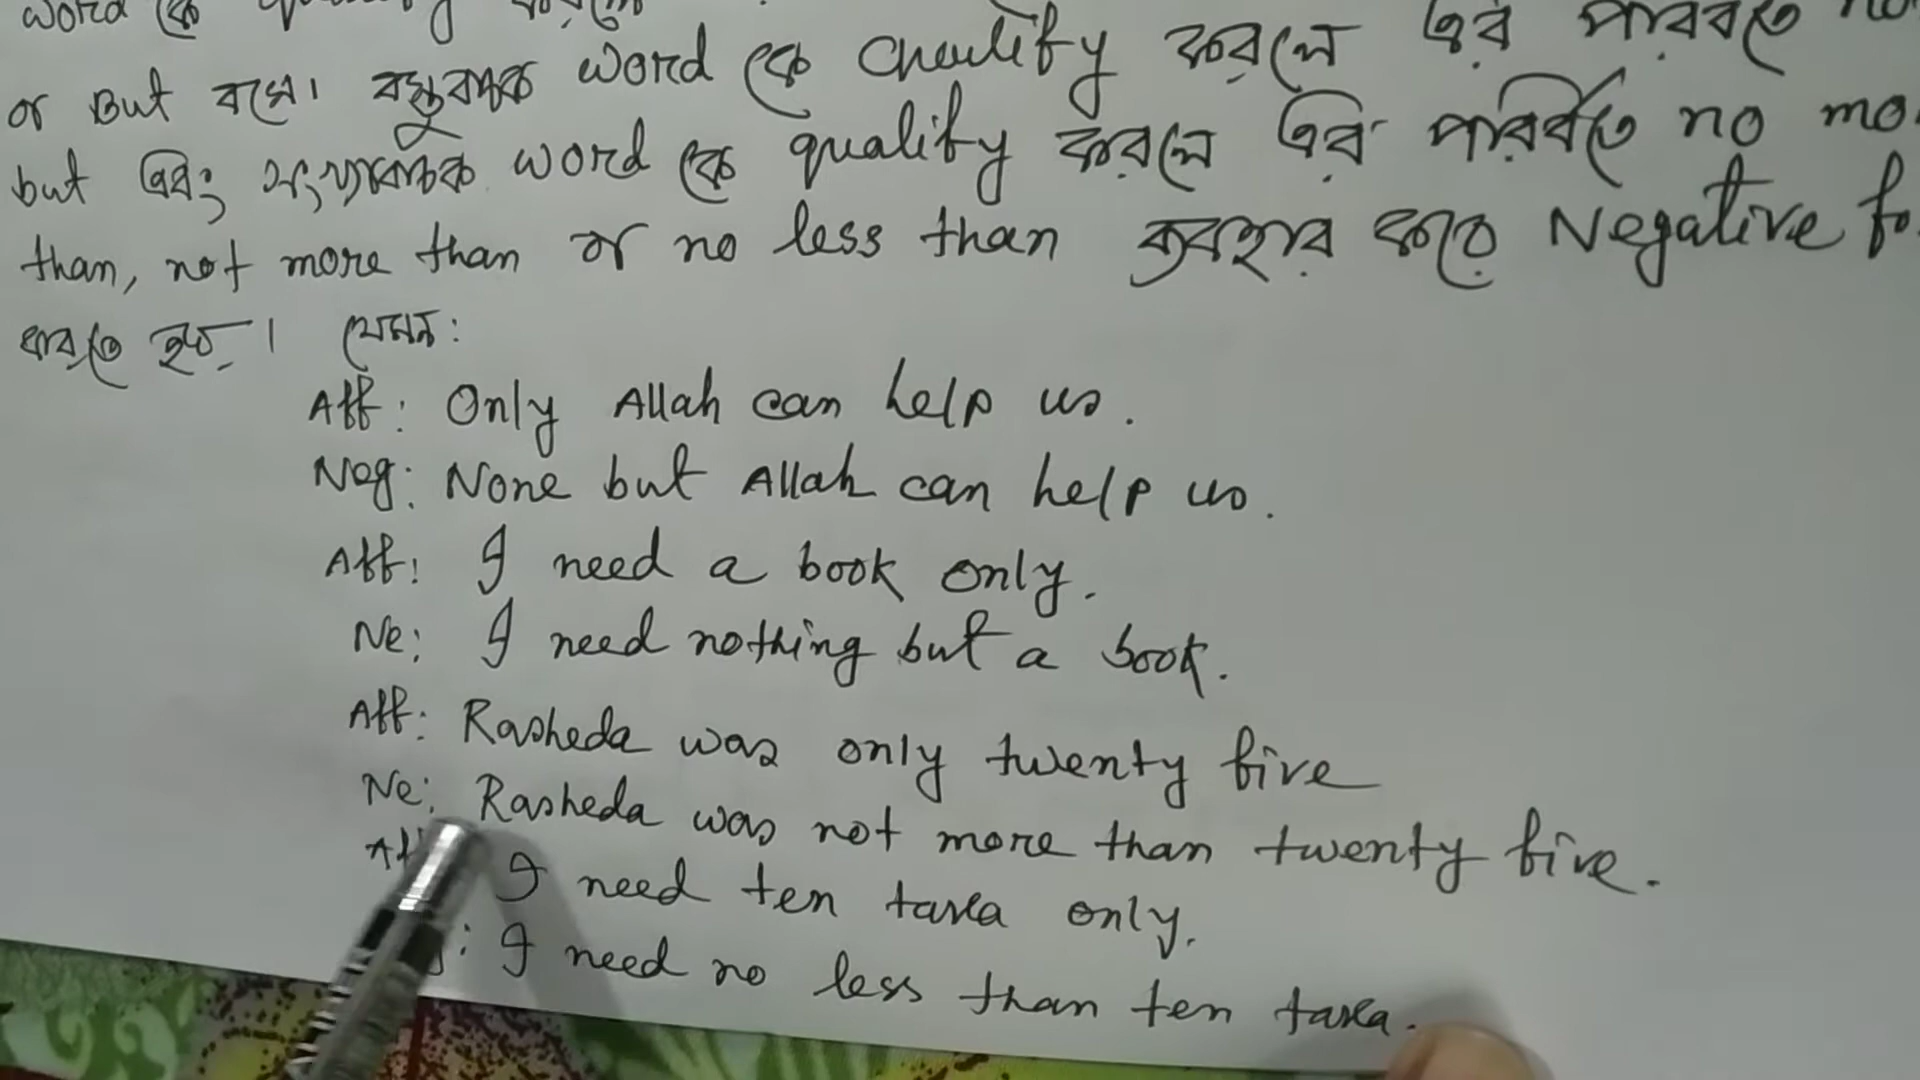 word কে
or But বসে। বস্তুবাচক word কে করলে এর পরিবর্তে
but এবং সংখ্যাবাচক word কে qualify করলে এর পরিবর্তে no
than, not more than or no less than ব্যবহার করে Negative
করতে হয়। যেমন:
Aff: Only Allah can help us.
Neg: None but Allah can help us.
Aff: I need a book only.
Ne: I need nothing but a book.
Aff: Rasheda was only twenty five
Ne: Rasheda was not more than twenty five.
I need ten taka only.
: I need no less than ten taka.